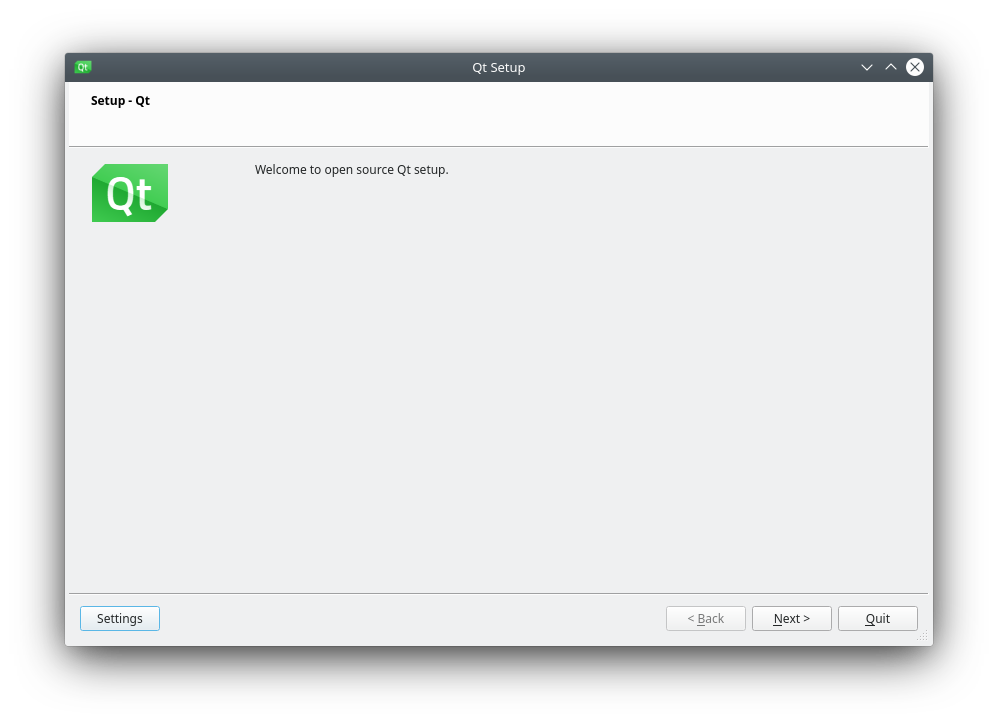 Qt Qt Setup
Setup - Qt
Qt
Welcome to open source Qt setup.
Settings < Back Next > Quit